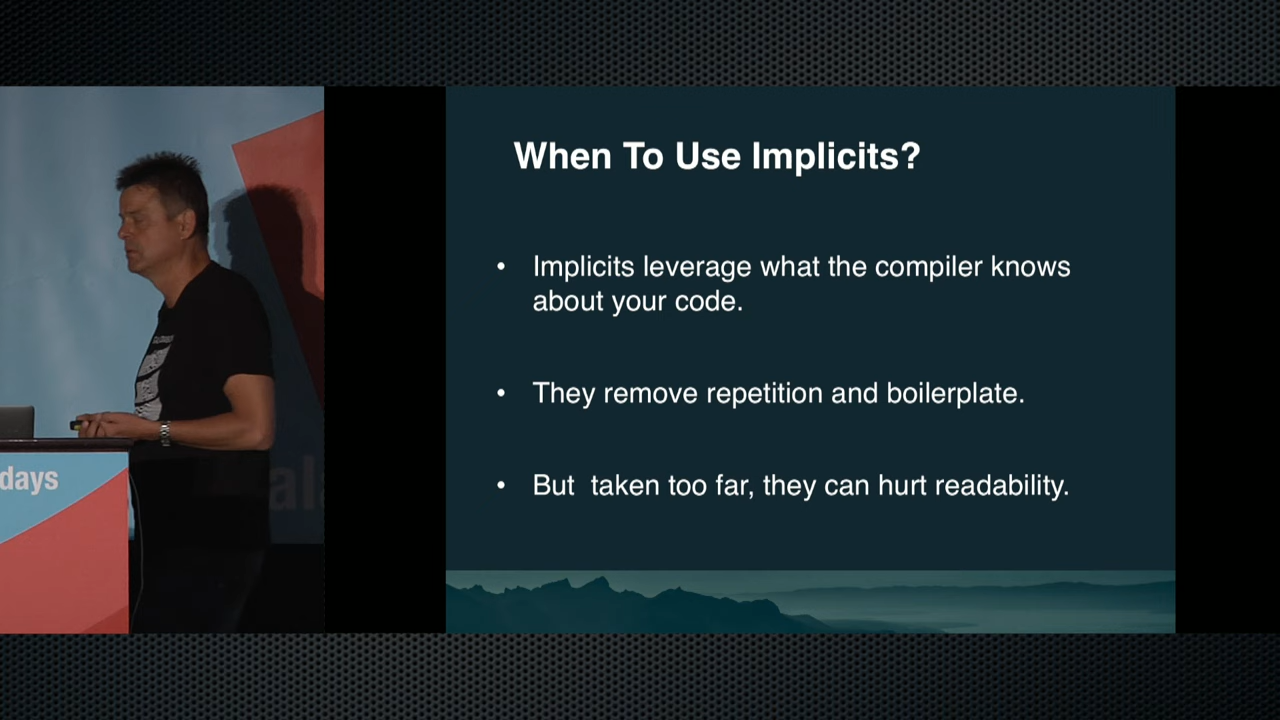 When To Use Implicits?
• Implicits leverage what the compiler knows
about your code.
• They remove repetition and boilerplate.
• But  taken too far, they can hurt readability.
days
al